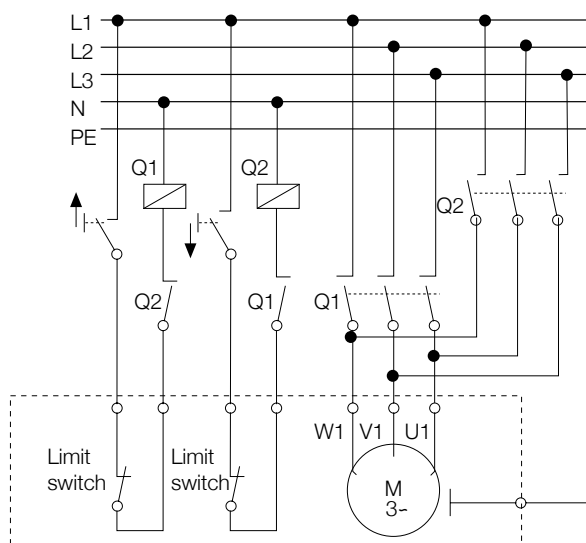 L1
L2
L3
N
PE
Q1
Q2
Q2
Q2
Q1
Q1
W1
V1
U1
Limit
switch
Limit
switch
M
3~